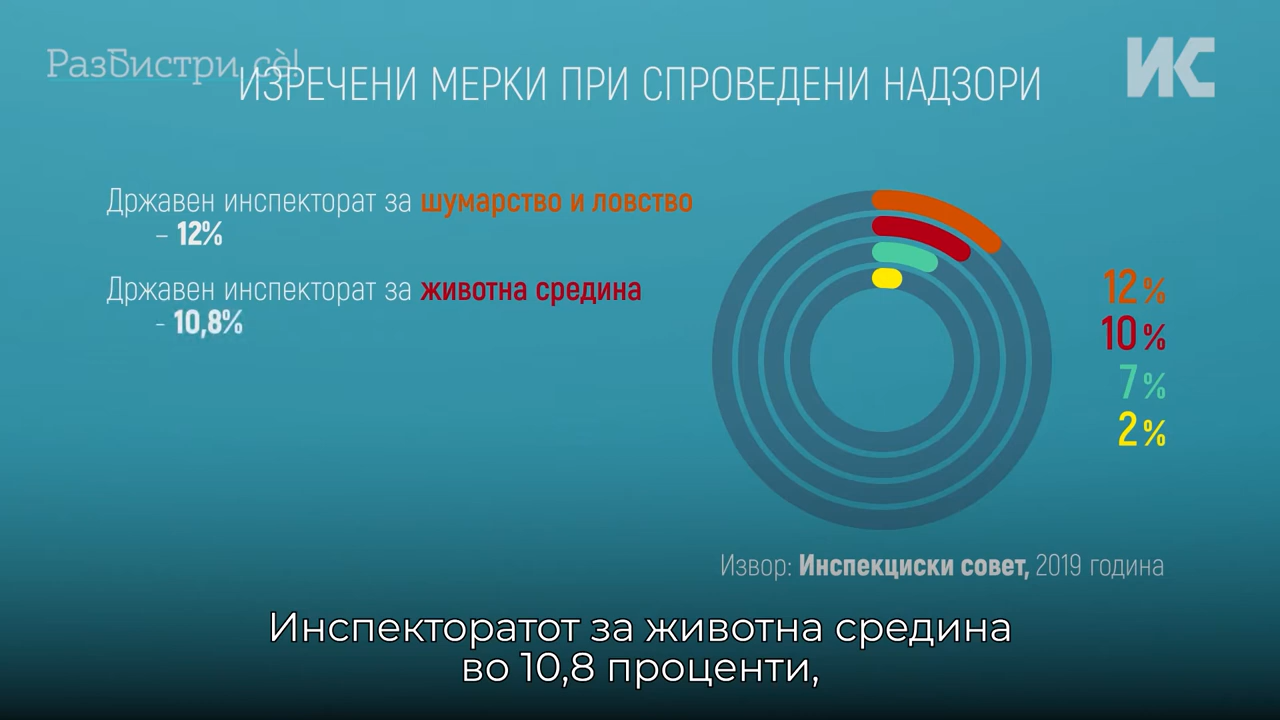 РазБистри сѐ!
ИЗРЕЧЕНИ МЕРКИ ПРИ СПРОВЕДЕНИ НАДЗОРИ
ИС
Државен инспекторат за шумарство и ловство
– 12%
Државен инспекторат за животна средина
- 10,8%
12%
10%
7%
2%
Извор: Инспекциски совет, 2019 година
Инспекторатот за животна средина
во 10,8 проценти,